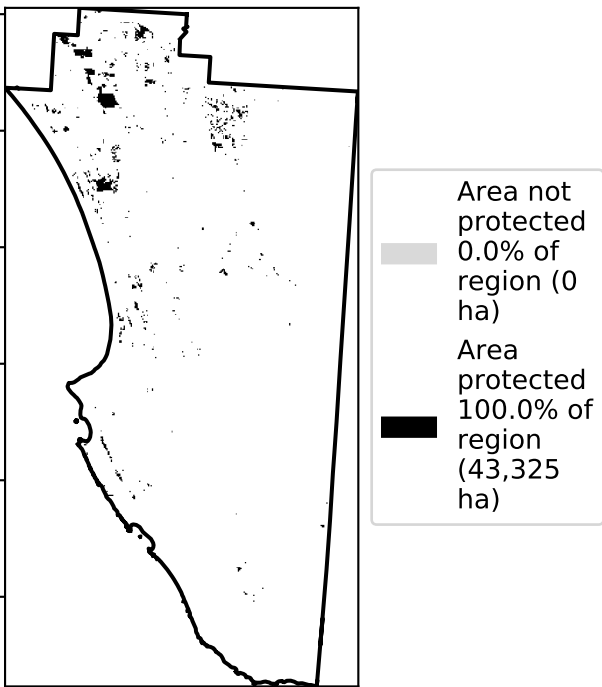 Area not
protected
0.0% of
region (0
ha)
Area
protected
100.0% of
region
(43,325
ha)